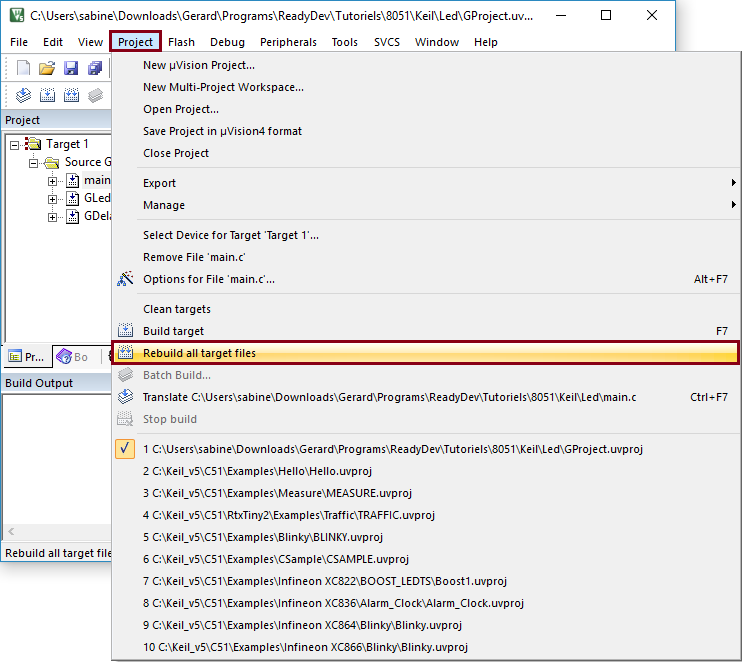 C:\Users\sabine\Downloads\Gerard\Programs\ReadyDev\Tutoriels\8051\Keil\Led\GProject.uv...
File Edit View Project Flash Debug Peripherals Tools SVCS Window Help
Project
Target 1
Source G
main
GLed
GDela
Pr...
Bo
Build Output
Rebuild all target file
New µVision Project...
New Multi-Project Workspace...
Open Project...
Save Project in µVision4 format
Close Project
Export
Manage
Select Device for Target 'Target 1'...
Remove File 'main.c'
Options for File 'main.c'... Alt+F7
Clean targets
Build target F7
Rebuild all target files
Batch Build...
Translate C:\Users\sabine\Downloads\Gerard\Programs\ReadyDev\Tutoriels\8051\Keil\Led\main.c Ctrl+F7
Stop build
1 C:\Users\sabine\Downloads\Gerard\Programs\ReadyDev\Tutoriels\8051\Keil\Led\GProject.uvproj
2 C:\Keil_v5\C51\Examples\Hello\Hello.uvproj
3 C:\Keil_v5\C51\Examples\Measure\MEASURE.uvproj
4 C:\Keil_v5\C51\RtxTiny2\Examples\Traffic\TRAFFIC.uvproj
5 C:\Keil_v5\C51\Examples\Blinky\BLINKY.uvproj
6 C:\Keil_v5\C51\Examples\CSample\CSAMPLE.uvproj
7 C:\Keil_v5\C51\Examples\Infineon XC822\BOOST_LEDTS\Boost1.uvproj
8 C:\Keil_v5\C51\Examples\Infineon XC836\Alarm_Clock\Alarm_Clock.uvproj
9 C:\Keil_v5\C51\Examples\Infineon XC864\Blinky\Blinky.uvproj
10 C:\Keil_v5\C51\Examples\Infineon XC866\Blinky\Blinky.uvproj